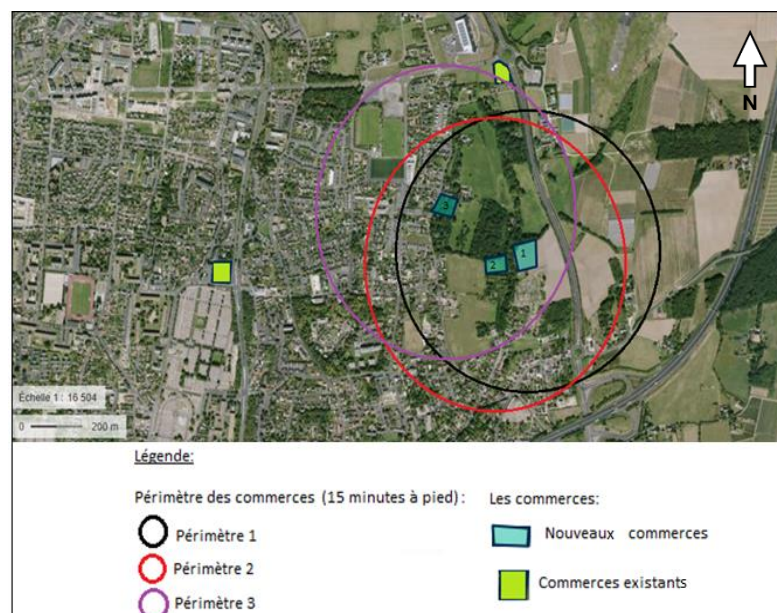 N
3
1
2
Échelle 1 : 16 504
0 200 m
Légende:
Périmètre des commerces (15 minutes à pied) :
Périmètre 1
Périmètre 2
Périmètre 3
Les commerces:
Nouveaux commerces
Commerces existants